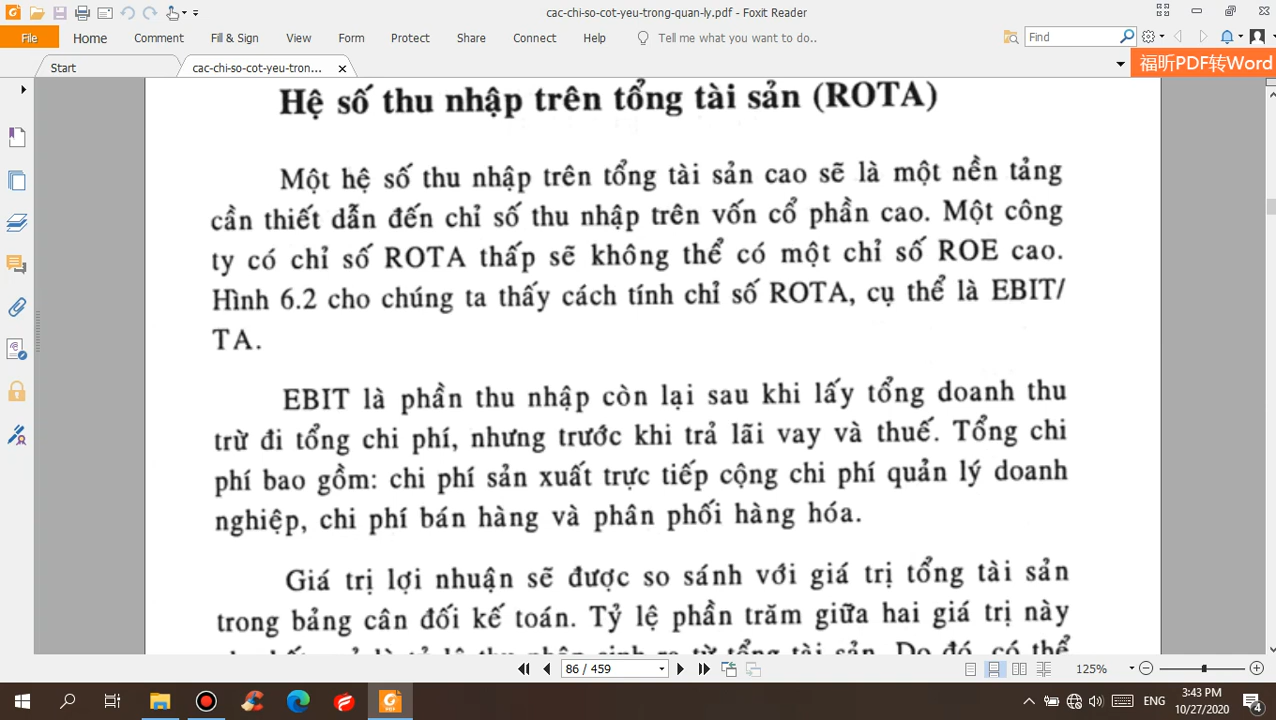 cac-chi-so-cot-yeu-trong-quan-ly.pdf - Foxit Reader
File Home Comment Fill & Sign View Form Protect Share Connect Help Tell me what you want to do.. Find
Start cac-chi-so-cot-yeu-tron... 福昕PDF转Word
Hệ số thu nhập trên tổng tài sản (ROTA)
Một hệ số thu nhập trên tổng tài sản cao sẽ là một nền tảng
cần thiết dẫn đến chỉ số thu nhập trên vốn cổ phần cao. Một công
ty có chỉ số ROTA thấp sẽ không thể có một chỉ số ROE cao.
Hình 6.2 cho chúng ta thấy cách tính chỉ số ROTA, cụ thể là EBIT/
TA.
EBIT là phần thu nhập còn lại sau khi lấy tổng doanh thu
trừ đi tổng chi phí, nhưng trước khi trả lãi vay và thuế. Tổng chi
phí bao gồm: chi phí sản xuất trực tiếp cộng chi phí quản lý doanh
nghiệp, chi phí bán hàng và phân phối hàng hóa.
Giá trị lợi nhuận sẽ được so sánh với giá trị tổng tài sản
trong bảng cân đối kế toán. Tỷ lệ phần trăm giữa hai giá trị này
tổng tài sản. Do đó, có thể
86 / 459 125%
ENG 3:43 PM
10/27/2020 4